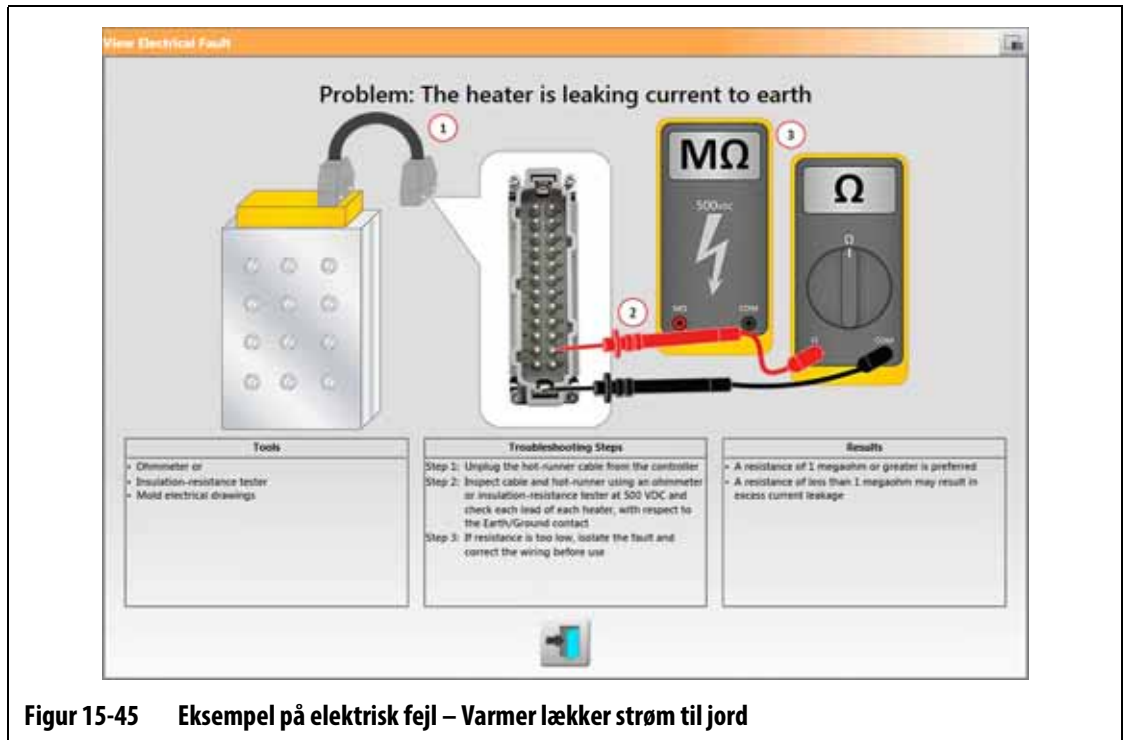 View Electrical Fault
Problem: The heater is leaking current to earth
1
3
MΩ
500VDC
MΩ
COM
Ω
Ω
Ω
COM
2
Tools
• Ohmmeter or
• Insulation-resistance tester
• Mold electrical drawings
Troubleshooting Steps
Step 1: Unplug the hot-runner cable from the controller
Step 2: Inspect cable and hot-runner using an ohmmeter
or insulation-resistance tester at 500 VDC and
check each lead of each heater, with respect to
the Earth/Ground contact
Step 3: If resistance is too low, isolate the fault and
correct the wiring before use
Results
• A resistance of 1 megaohm or greater is preferred
• A resistance of less than 1 megaohm may result in
excess current leakage
Figur 15-45 Eksempel på elektrisk fejl – Varmer lækker strøm til jord